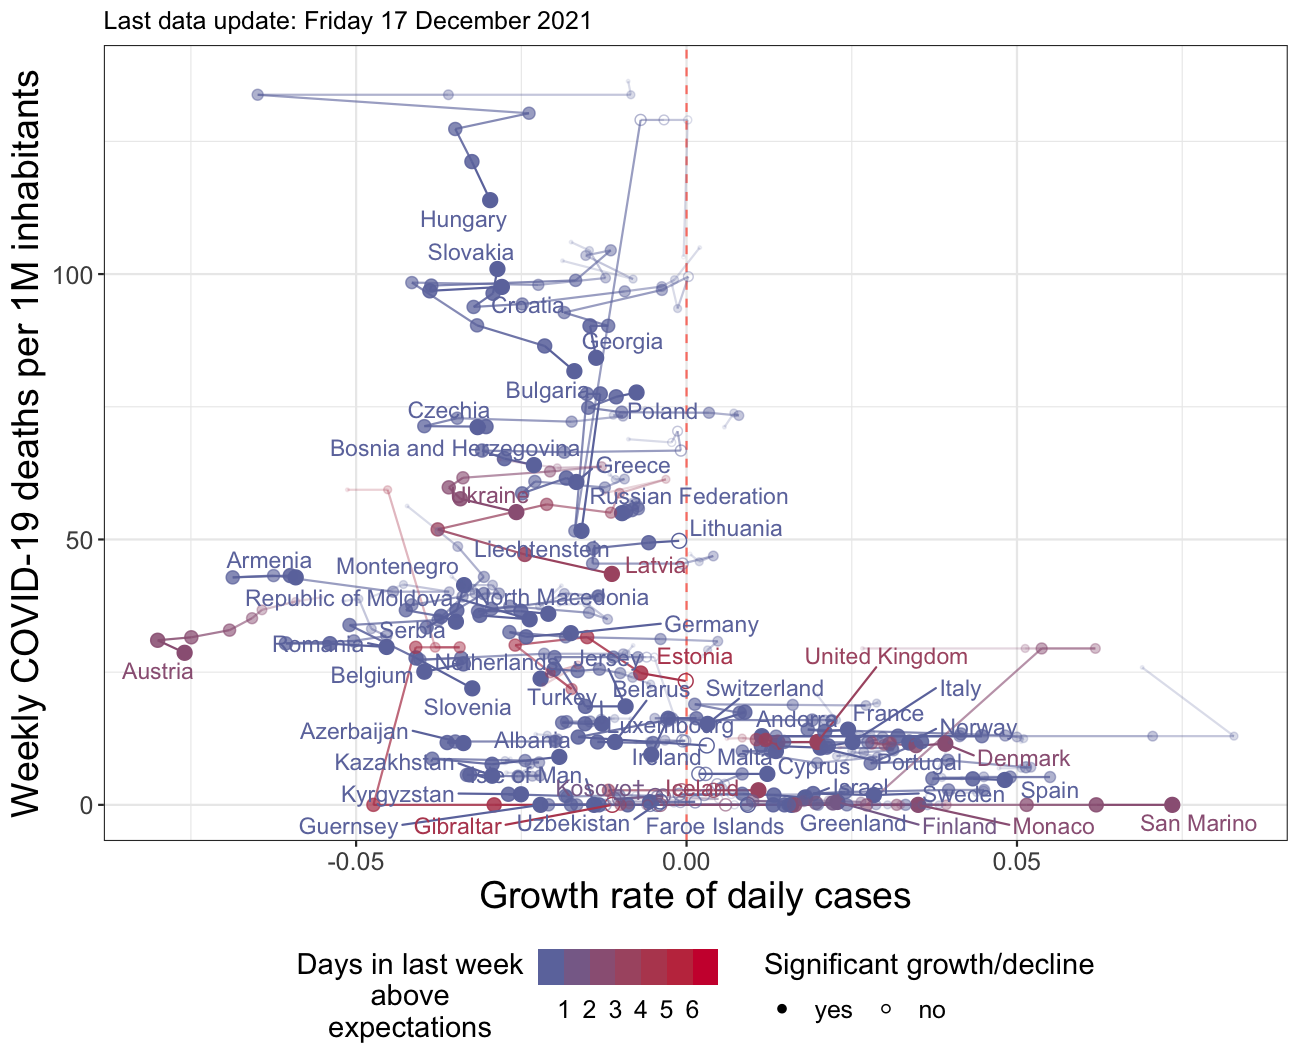 Last data update: Friday 17 December 2021
Weekly COVID-19 deaths per 1M inhabitants
100
50
0
Hungary
Slovakia
Croatia
Georgia
Bulgaria
Czechia
Poland
Bosnia and Herzegovina
Greece
Ukraine
Russian Federation
Lithuania
Liechtenstein
Armenia
Montenegro
Latvia
Republic of Moldova
North Macedonia
Serbia
Germany
Romania
Austria
Belgium
Netherlands
Jersey
Estonia
United Kingdom
Slovenia
Turkey
Belarus
Switzerland
Italy
Azerbaijan
Albania
Luxembourg
Andorra
France
Norway
Kazakhstan
Isle of Man
Ireland
Malta
Cyprus
Portugal
Denmark
Kyrgyzstan
Kosovo†
Iceland
Israel
Sweden
Spain
Guernsey
Gibraltar
Uzbekistan
Faroe Islands
Greenland
Finland
Monaco
San Marino
-0.05
0.00
0.05
Growth rate of daily cases
Days in last week
above
expectations
1 2 3 4 5 6
Significant growth/decline
yes
no